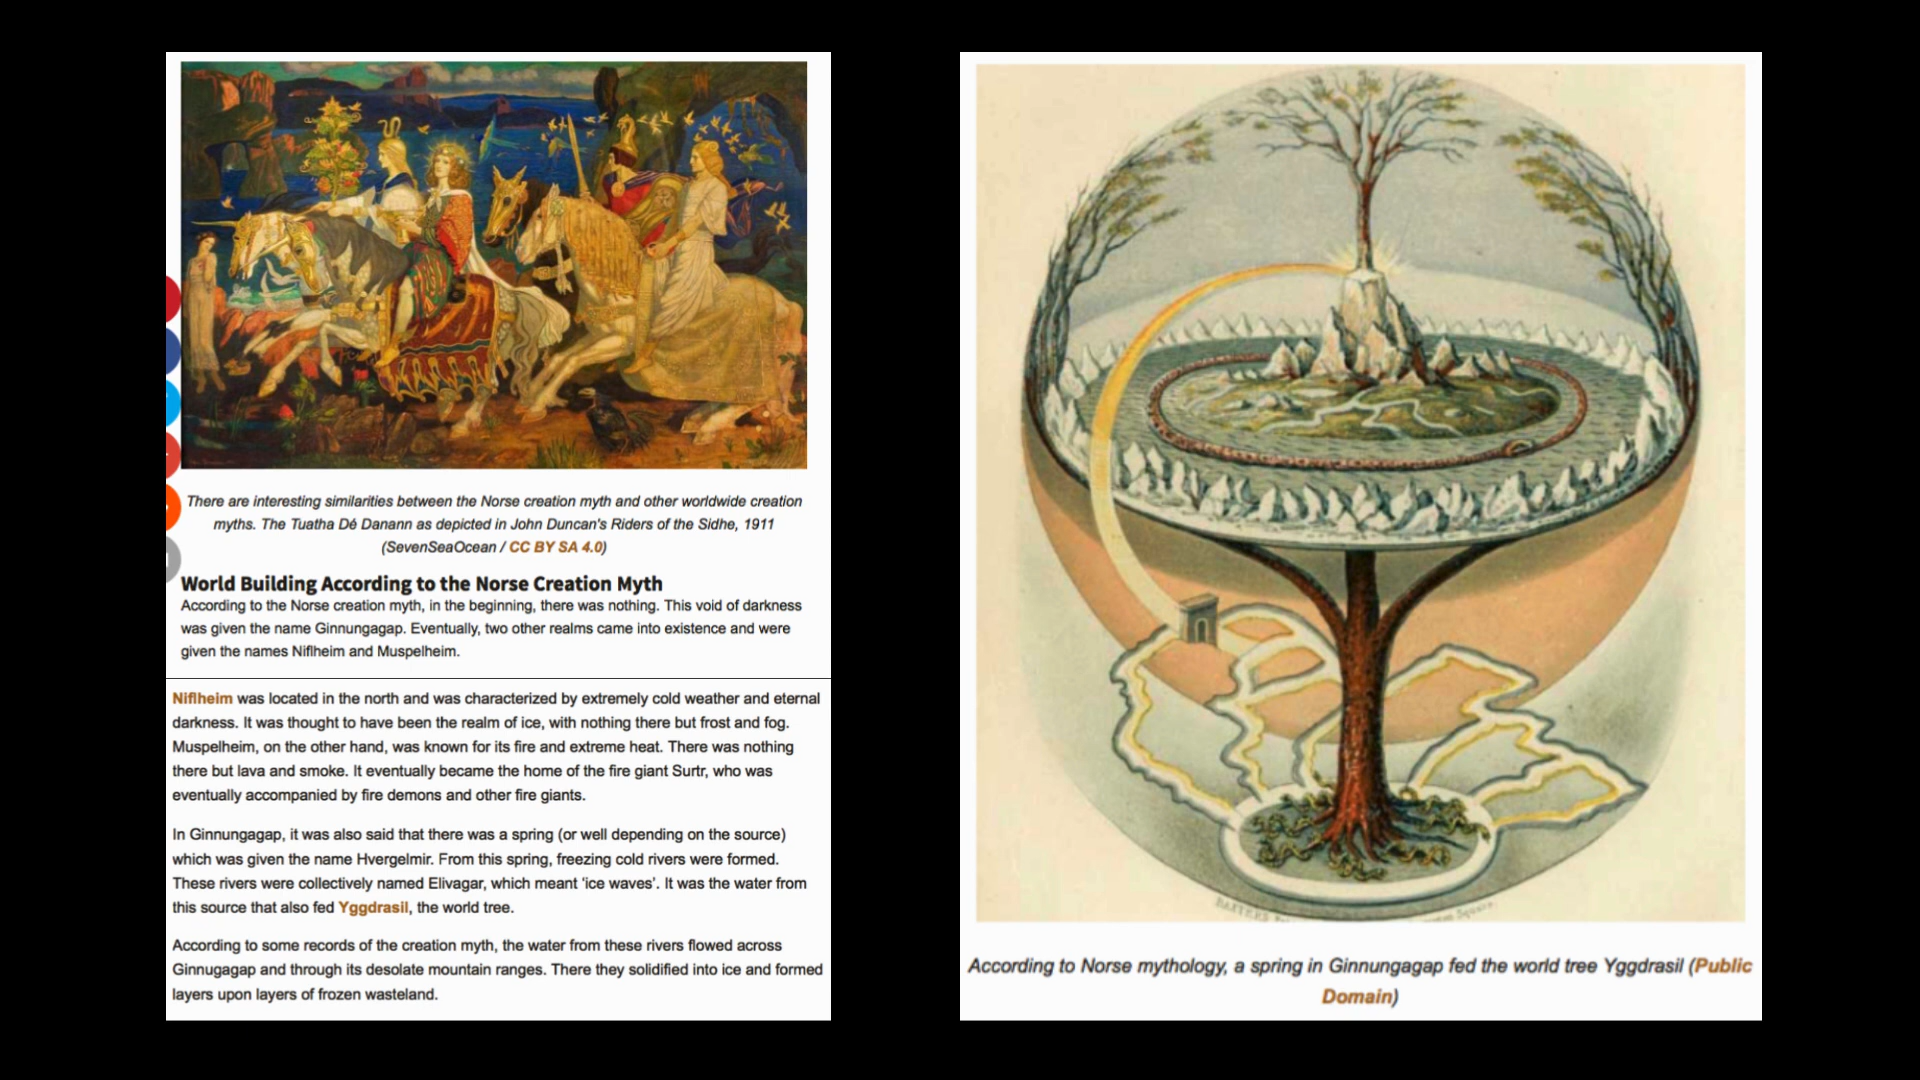 There are interesting similarities between the Norse creation myth and other worldwide creation
myths. The Tuatha Dé Danann as depicted in John Duncan's Riders of the Sidhe, 1911
(SevenSeaOcean / CC BY SA 4.0)
World Building According to the Norse Creation Myth
According to the Norse creation myth, in the beginning, there was nothing. This void of darkness
was given the name Ginnungagap. Eventually, two other realms came into existence and were
given the names Niflheim and Muspelheim.
Niflheim was located in the north and was characterized by extremely cold weather and eternal
darkness. It was thought to have been the realm of ice, with nothing there but frost and fog.
Muspelheim, on the other hand, was known for its fire and extreme heat. There was nothing
there but lava and smoke. It eventually became the home of the fire giant Surtr, who was
eventually accompanied by fire demons and other fire giants.
In Ginnungagap, it was also said that there was a spring (or well depending on the source)
which was given the name Hvergelmir. From this spring, freezing cold rivers were formed.
These rivers were collectively named Elivagar, which meant ‘ice waves’. It was the water from
this source that also fed Yggdrasil, the world tree.
According to some records of the creation myth, the water from these rivers flowed across
Ginnugagap and through its desolate mountain ranges. There they solidified into ice and formed
layers upon layers of frozen wasteland.
Square.
According to Norse mythology, a spring in Ginnungagap fed the world tree Yggdrasil (Public
Domain)